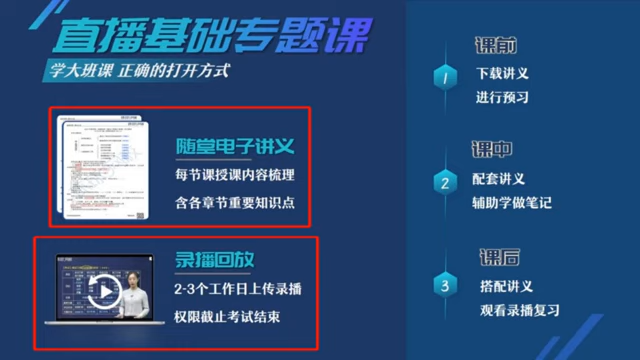 直播基础专题课
学大班课 正确的打开方式
随堂电子讲义
每节课授课内容梳理
含各章节重要知识点
录播回放
2-3个工作日上传录播
权限截止考试结束
课前
1
下载讲义
进行预习
课中
2
配套讲义
辅助学做笔记
课后
3
搭配讲义
观看录播复习